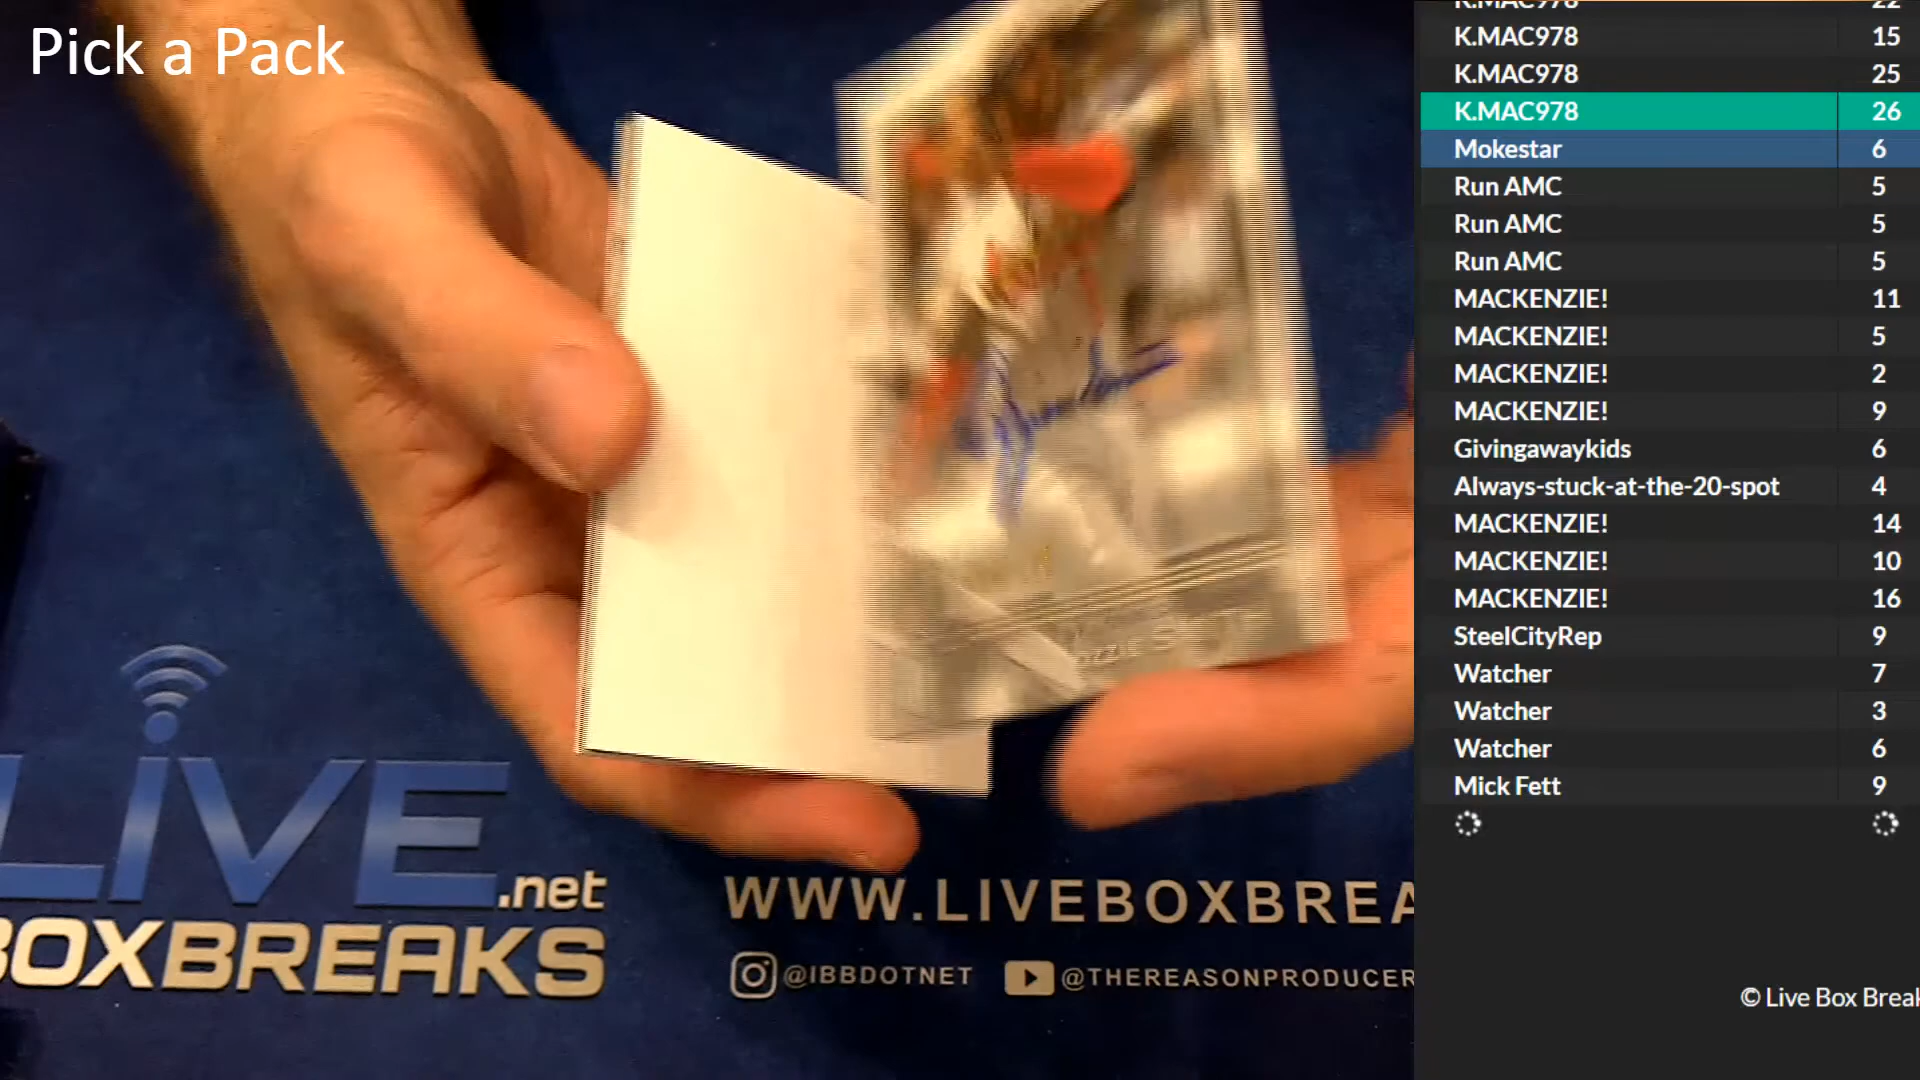 Pick a Pack
K.MAC978 22
K.MAC978 15
K.MAC978 25
K.MAC978 26
Mokestar 6
Run AMC 5
Run AMC 5
Run AMC 5
MACKENZIE! 11
MACKENZIE! 5
MACKENZIE! 2
MACKENZIE! 9
Givingawaykids 6
Always-stuck-at-the-20-spot 4
MACKENZIE! 14
MACKENZIE! 10
MACKENZIE! 16
SteelCityRep 9
Watcher 7
Watcher 3
Watcher 6
Mick Fett 9
LiVE.net
BOXBREAKS
WWW.LIVEBOXBREA
@IBBDOTNET @THEREASONPRODUCER
© Live Box Break